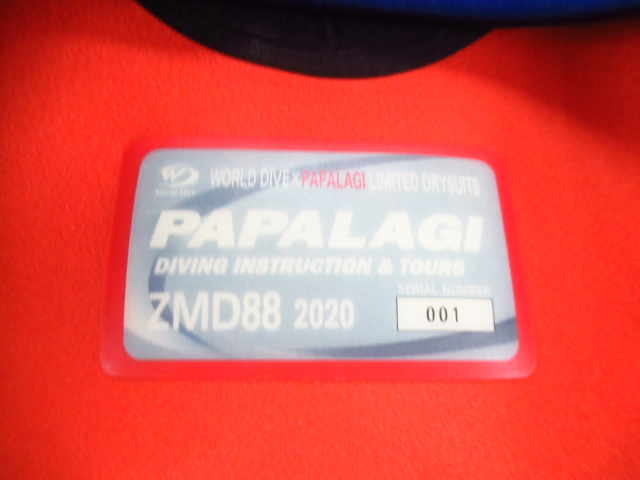 WORLD DIVE×PAPALAGI LIMITED DRYSUITS
PAPALAGI
DIVING INSTRUCTION & TOURS
SERIAL NUMBER
ZMD88 2020
001